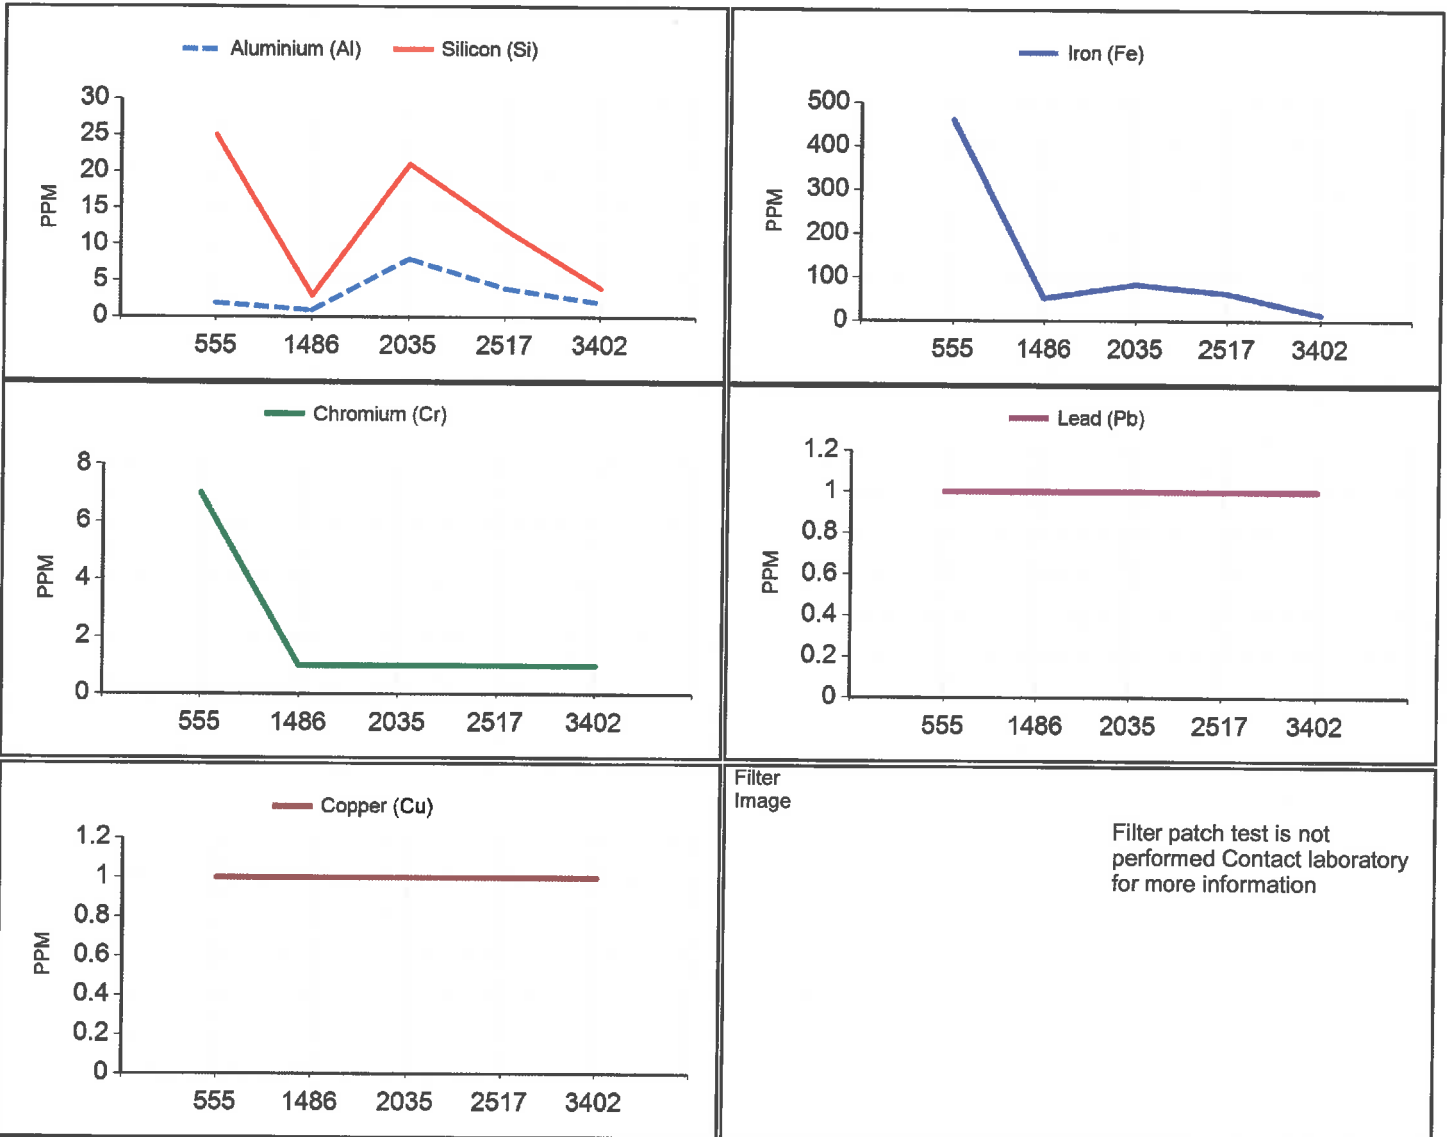 Aluminium (Al) Silicon (Si)
PPM
30
25
20
15
10
5
0
555 1486 2035 2517 3402
Iron (Fe)
PPM
500
400
300
200
100
0
555 1486 2035 2517 3402
Chromium (Cr)
PPM
8
6
4
2
0
555 1486 2035 2517 3402
Lead (Pb)
PPM
1.2
1
0.8
0.6
0.4
0.2
0
555 1486 2035 2517 3402
Copper (Cu)
PPM
1.2
1
0.8
0.6
0.4
0.2
0
555 1486 2035 2517 3402
Filter
Image
Filter patch test is not
performed Contact laboratory
for more information